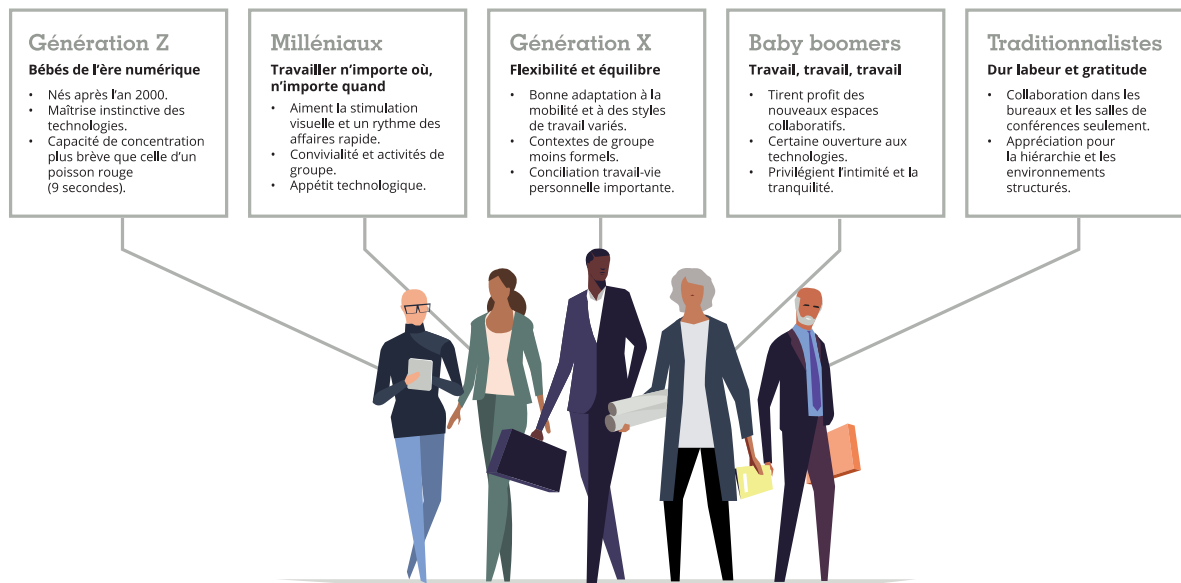 Génération Z
Bébés de l'ère numérique
• Nés après l'an 2000.
• Maîtrise instinctive des
technologies.
• Capacité de concentration
plus brève que celle d'un
poisson rouge
(9 secondes).
Milléniaux
Travailler n'importe où,
n'importe quand
• Aiment la stimulation
visuelle et un rythme des
affaires rapide.
• Convivialité et activités de
groupe.
• Appétit technologique.
Génération X
Flexibilité et équilibre
• Bonne adaptation à la
mobilité et à des styles
de travail variés.
• Contextes de groupe
moins formels.
• Conciliation travail-vie
personnelle importante.
Baby boomers
Travail, travail, travail
• Tirent profit des
nouveaux espaces
collaboratifs.
• Certaine ouverture aux
technologies.
• Privilégient l'intimité et la
tranquilité.
Traditionnalistes
Dur labeur et gratitude
• Collaboration dans les
bureaux et les salles de
conférences seulement.
• Appréciation pour
la hiérarchie et les
environnements
structurés.